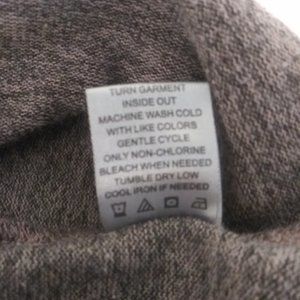 TURN GARMENT
INSIDE OUT
MACHINE WASH COLD
WITH LIKE COLORS
GENTLE CYCLE
ONLY NON-CHLORINE
BLEACH WHEN NEEDED
TUMBLE DRY LOW
COOL IRON IF NEEDED